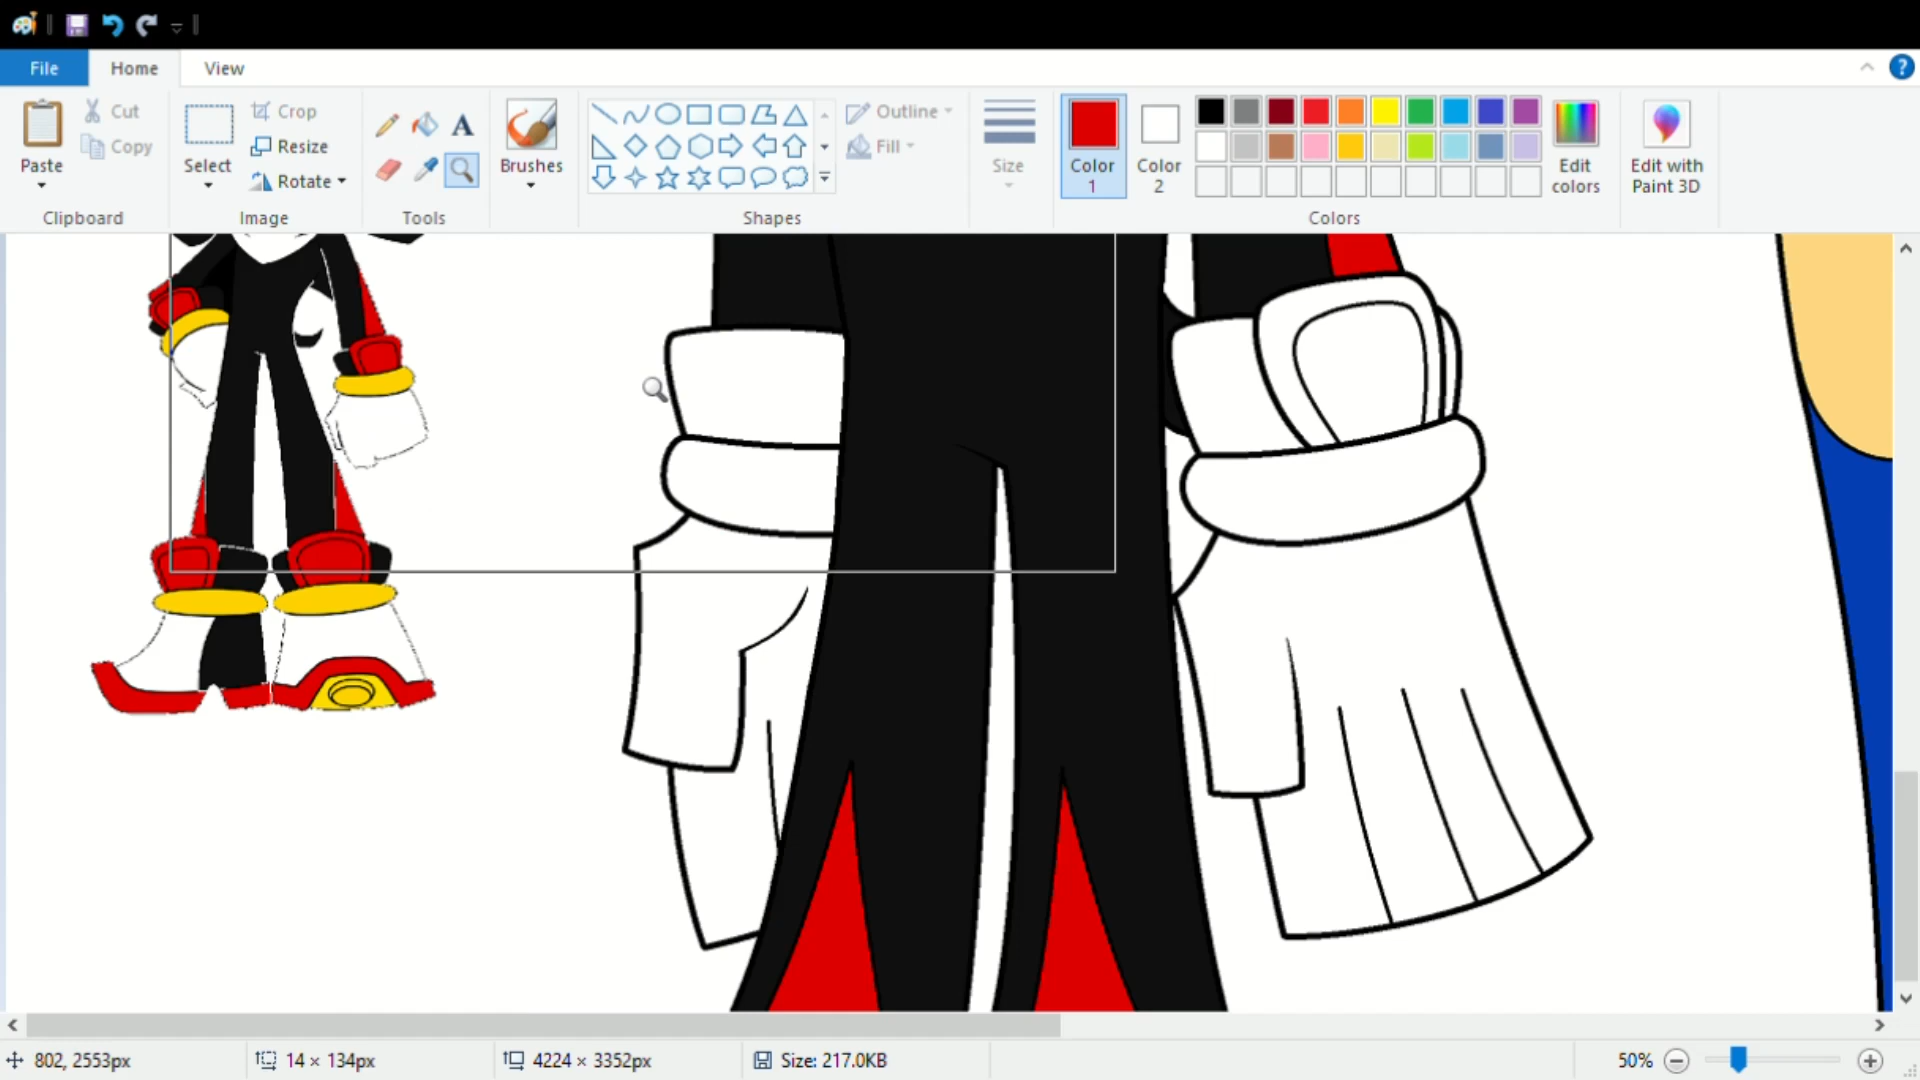 File Home View
Paste Cut Copy
Clipboard
Select Crop Resize Rotate
Image
A
Tools
Brushes
Shapes
Outline Fill
Size
Color 1
Color 2
Edit colors
Colors
Edit with Paint 3D
?
802, 2553px 14 × 134px 4224 × 3352px Size: 217.0KB 50%